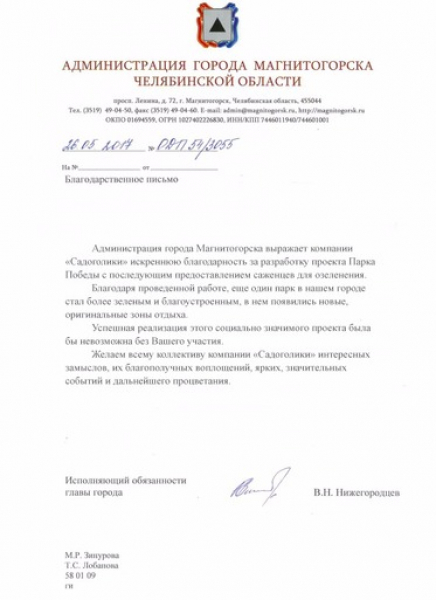 АДМИНИСТРАЦИЯ ГОРОДА МАГНИТОГОРСКА
ЧЕЛЯБИНСКОЙ ОБЛАСТИ
просп. Ленина, д. 72, г. Магнитогорск, Челябинская область, 455044
Тел. (3519) 49-04-50, факс (3519) 49-04-60. E-mail: admin@magnitogorsk.ru, http://magnitogorsk.ru
ОКПО 01694559, ОГРН 1027402226830, ИНН/КПП 7446011940/744601001
26.05 2017 № ОДП 54/3055
На № от
Благодарственное письмо
Администрация города Магнитогорска выражает компании
«Садоголики» искреннюю благодарность за разработку проекта Парка
Победы с последующим предоставлением саженцев для озеленения.
Благодаря проведенной работе, еще один парк в нашем городе
стал более зеленым и благоустроенным, в нем появились новые,
оригинальные зоны отдыха.
Успешная реализация этого социально значимого проекта была
бы невозможна без Вашего участия.
Желаем всему коллективу компании «Садоголики» интересных
замыслов, их благополучных воплощений, ярких, значительных
событий и дальнейшего процветания.
Исполняющий обязанности
главы города В.Н. Нижегородцев
М.Р. Зинурова
Т.С. Лобанова
58 01 09
гн